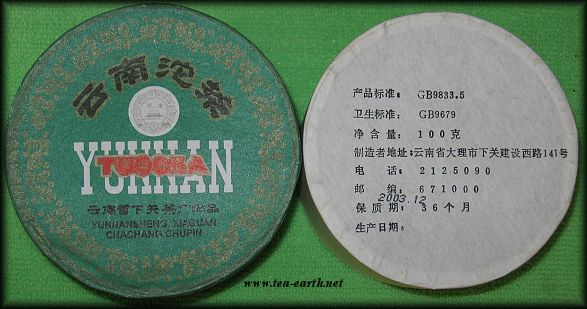 云南沱茶
YUNNAN
TUOCHA
云南省下关茶厂出品
YUNNANSHENG XIAGUAN
CHACHANG CHUPIN
产品标准: GB9833.5
卫生标准: GB9679
净含量: 100克
制造者地址:云南省大理市下关建设西路141号
电话: 2125090
邮编: 671000
保质期: 36个月
生产日期:
2003.12
www.tea-earth.net